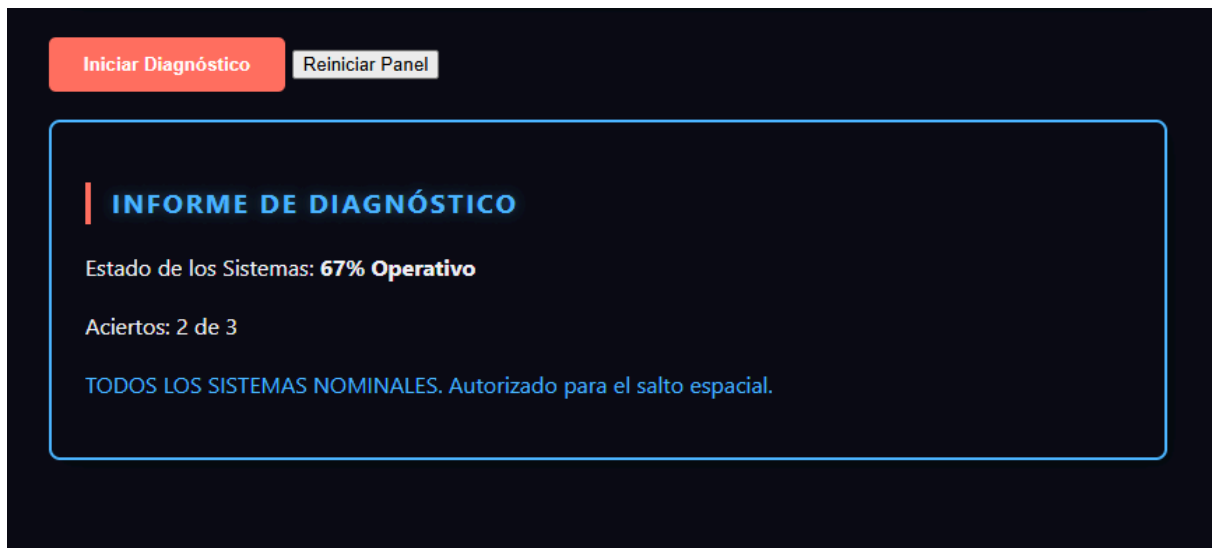 Iniciar Diagnóstico
Reiniciar Panel
INFORME DE DIAGNÓSTICO
Estado de los Sistemas: 67% Operativo
Aciertos: 2 de 3
TODOS LOS SISTEMAS NOMINALES. Autorizado para el salto espacial.